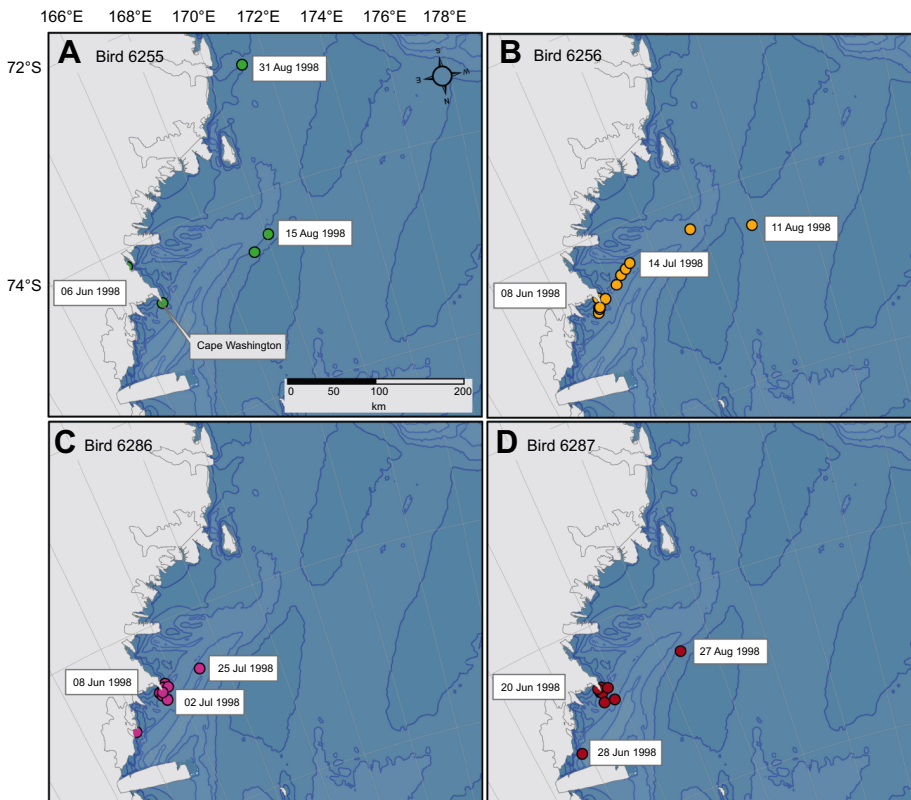 166°E 168°E 170°E 172°E 174°E 176°E 178°E
72°S
74°S
A Bird 6255
31 Aug 1998
S
E W
N
15 Aug 1998
06 Jun 1998
Cape Washington
0 50 100 200
km
B Bird 6256
11 Aug 1998
14 Jul 1998
08 Jun 1998
C Bird 6286
25 Jul 1998
08 Jun 1998
02 Jul 1998
D Bird 6287
27 Aug 1998
20 Jun 1998
28 Jun 1998